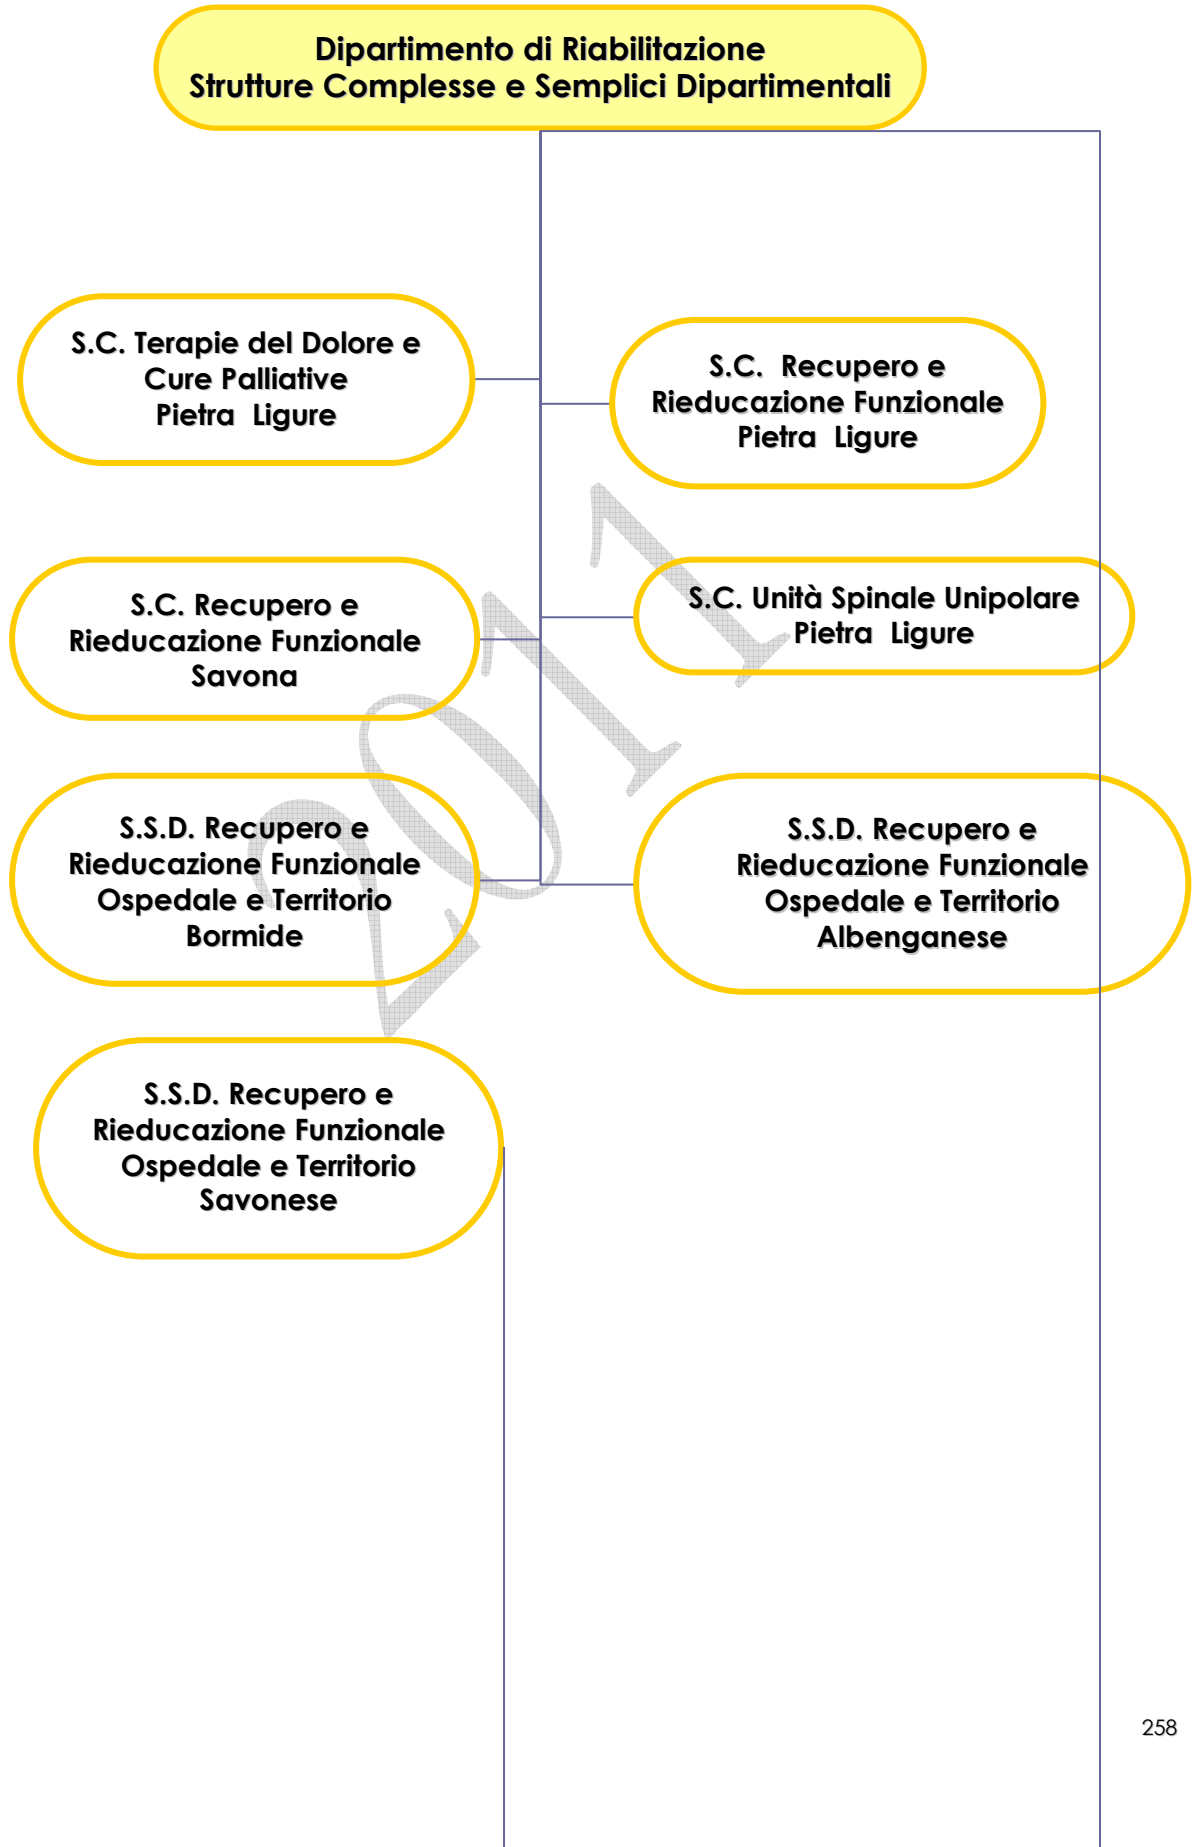 Dipartimento di Riabilitazione
Strutture Complesse e Semplici Dipartimentali
S.C. Terapie del Dolore e
Cure Palliative
Pietra  Ligure
S.C.  Recupero e
Rieducazione Funzionale
Pietra  Ligure
S.C. Recupero e
Rieducazione Funzionale
Savona
S.C. Unità Spinale Unipolare
Pietra  Ligure
S.S.D. Recupero e
Rieducazione Funzionale
Ospedale e Territorio
Bormide
S.S.D. Recupero e
Rieducazione Funzionale
Ospedale e Territorio
Albenganese
S.S.D. Recupero e
Rieducazione Funzionale
Ospedale e Territorio
Savonese
2011
258